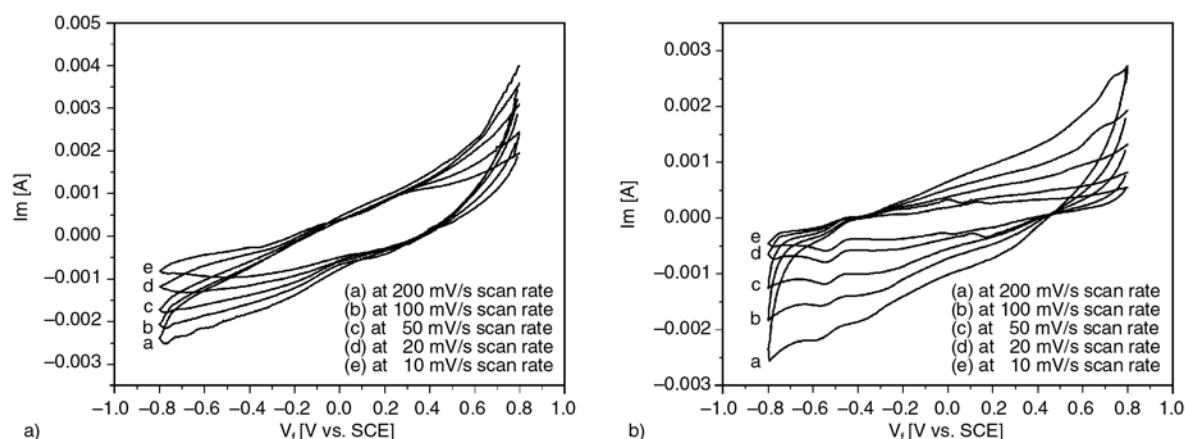 0.005
0.004
0.003
0.002
0.001
0.000
−0.001
−0.002
−0.003
Im [A]
e
d
c
b
a
(a) at 200 mV/s scan rate
(b) at 100 mV/s scan rate
(c) at 50 mV/s scan rate
(d) at 20 mV/s scan rate
(e) at 10 mV/s scan rate
−1.0 −0.8 −0.6 −0.4 −0.2 0.0 0.2 0.4 0.6 0.8 1.0
a) Vf [V vs. SCE]
0.003
0.002
0.001
0.000
−0.001
−0.002
−0.003
Im [A]
e
d
c
b
a
(a) at 200 mV/s scan rate
(b) at 100 mV/s scan rate
(c) at 50 mV/s scan rate
(d) at 20 mV/s scan rate
(e) at 10 mV/s scan rate
−1.0 −0.8 −0.6 −0.4 −0.2 0.0 0.2 0.4 0.6 0.8 1.0
b) Vf [V vs. SCE]